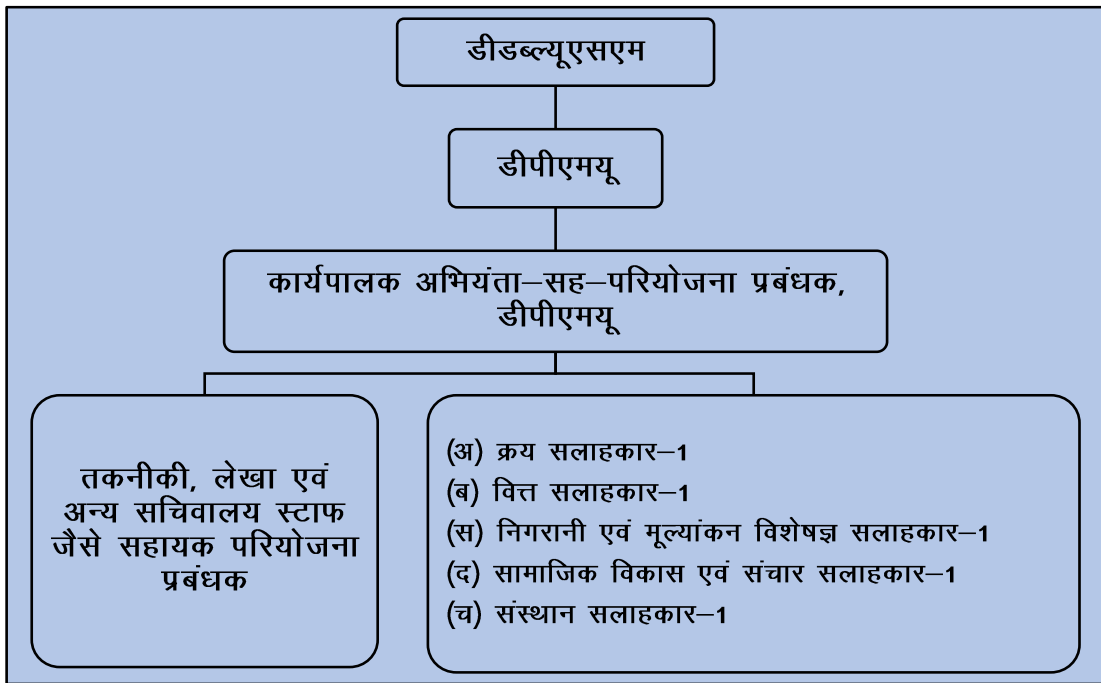 डीडब्ल्यूएसएम
डीपीएमयू
कार्यपालक अभियंता–सह–परियोजना प्रबंधक,
डीपीएमयू
तकनीकी, लेखा एवं
अन्य सचिवालय स्टाफ
जैसे सहायक परियोजना
प्रबंधक
(अ) क्रय सलाहकार–1
(ब) वित्त सलाहकार–1
(स) निगरानी एवं मूल्यांकन विशेषज्ञ सलाहकार–1
(द) सामाजिक विकास एवं संचार सलाहकार–1
(च) संस्थान सलाहकार–1